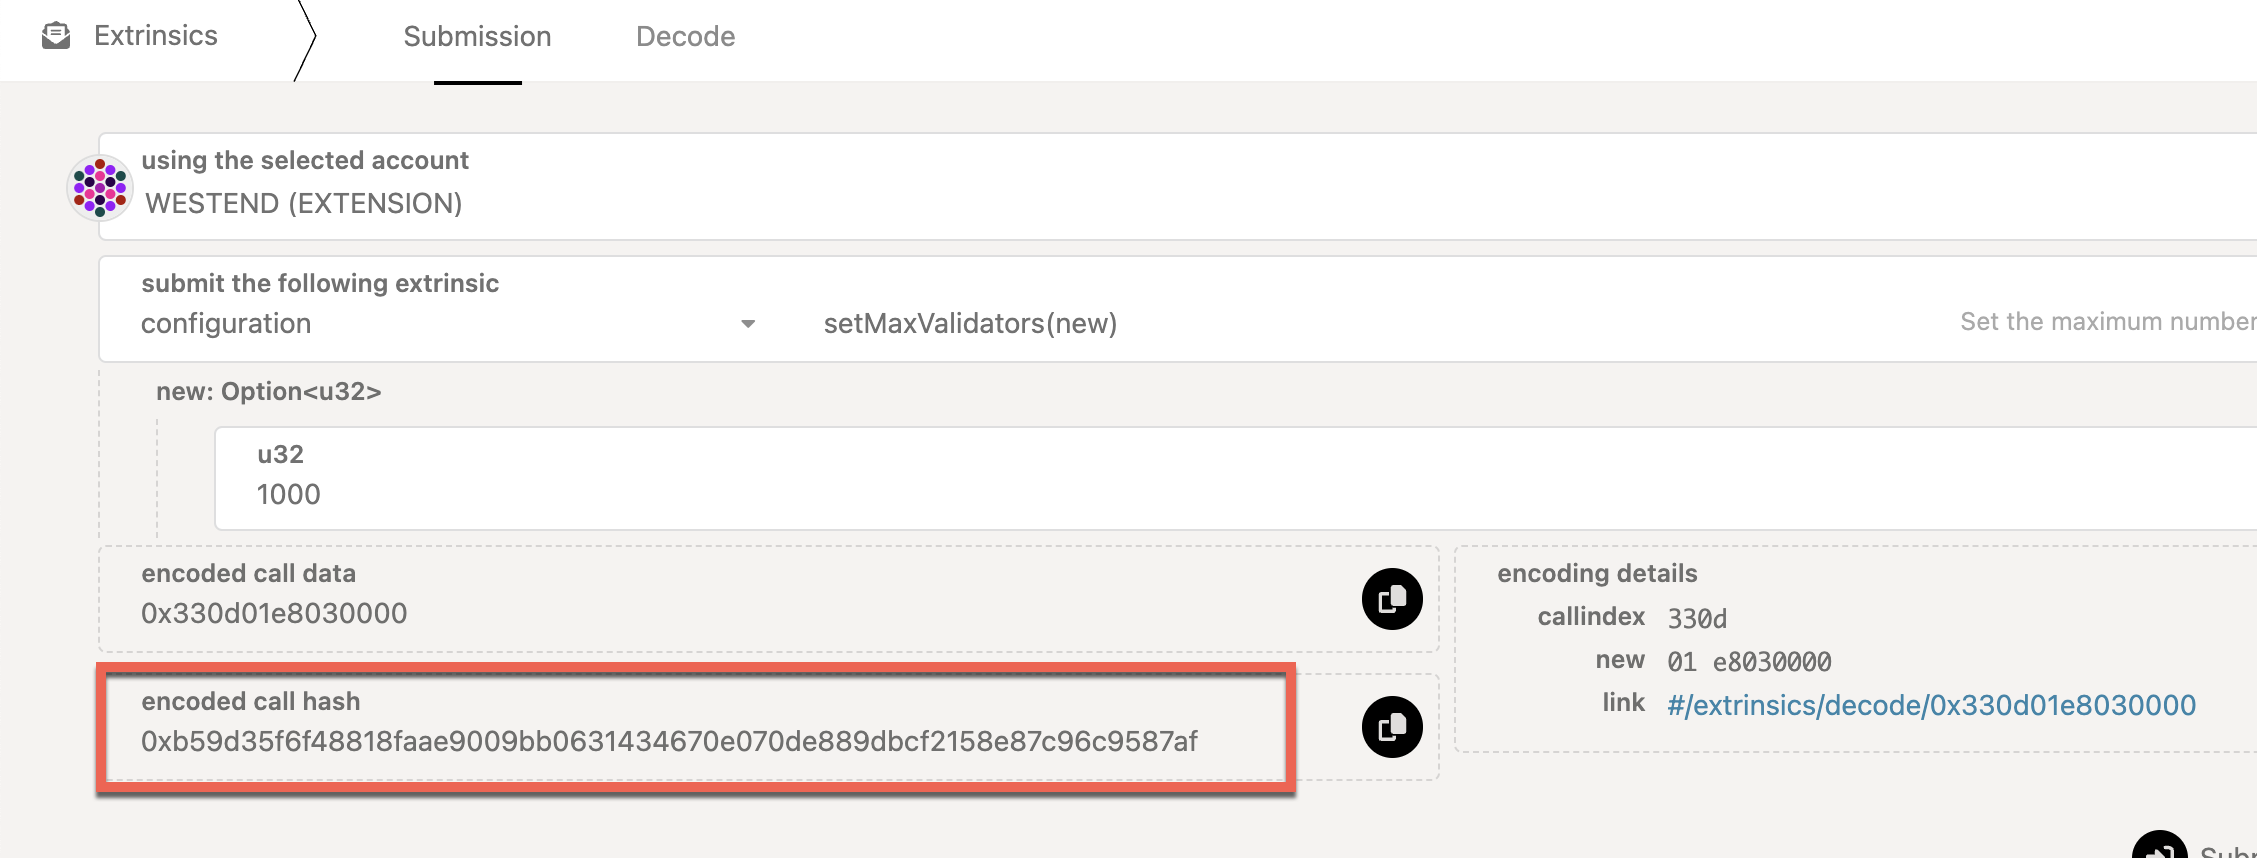 Extrinsics
Submission
Decode
using the selected account
WESTEND (EXTENSION)
submit the following extrinsic
configuration
setMaxValidators(new)
Set the maximum number
new: Option<u32>
u32
1000
encoded call data
0x330d01e8030000
encoding details
callindex 330d
new 01 e8030000
link #/extrinsics/decode/0x330d01e8030000
encoded call hash
0xb59d35f6f48818faae9009bb0631434670e070de889dbcf2158e87c96c9587af